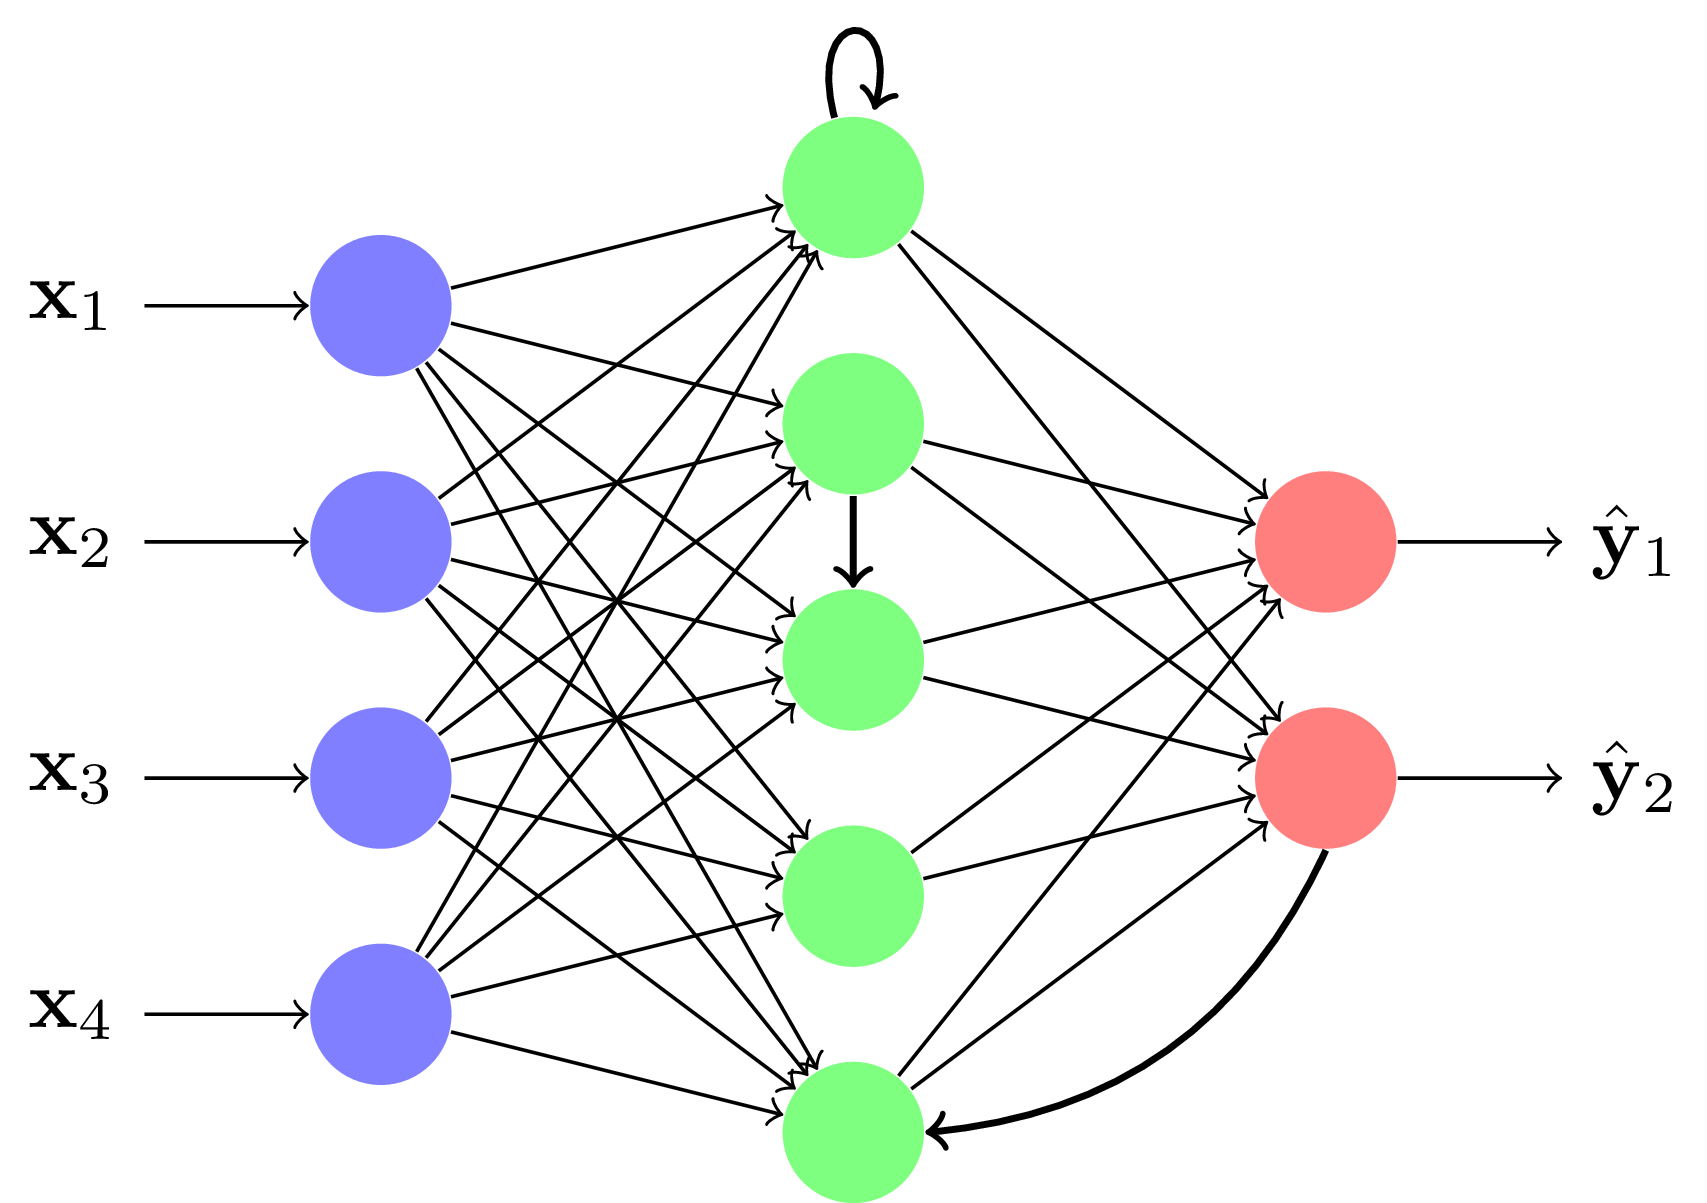 x₁
x₂
x₃
x₄
ŷ₁
ŷ₂